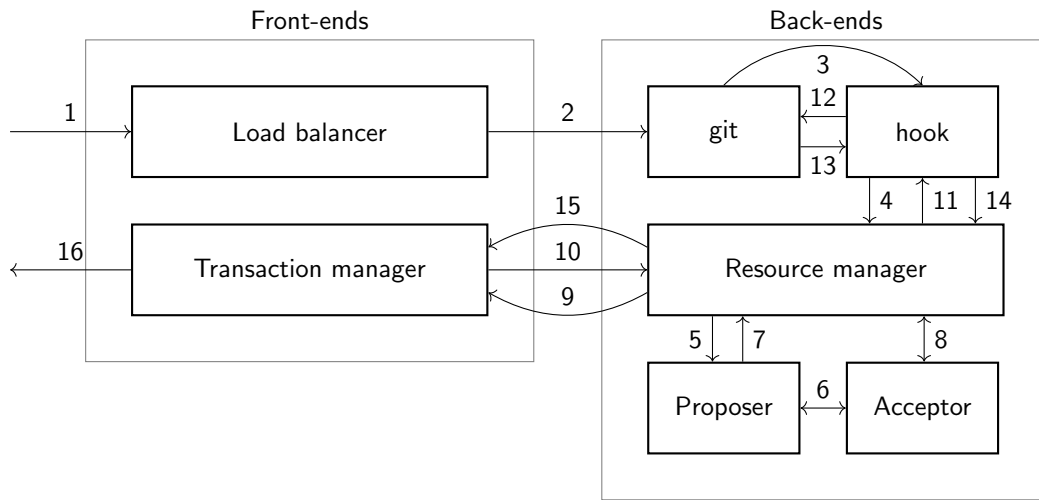 Front-ends
Back-ends
1
Load balancer
2
git
3
12
13
hook
4
11
14
16
Transaction manager
15
10
9
Resource manager
5
7
8
Proposer
6
Acceptor